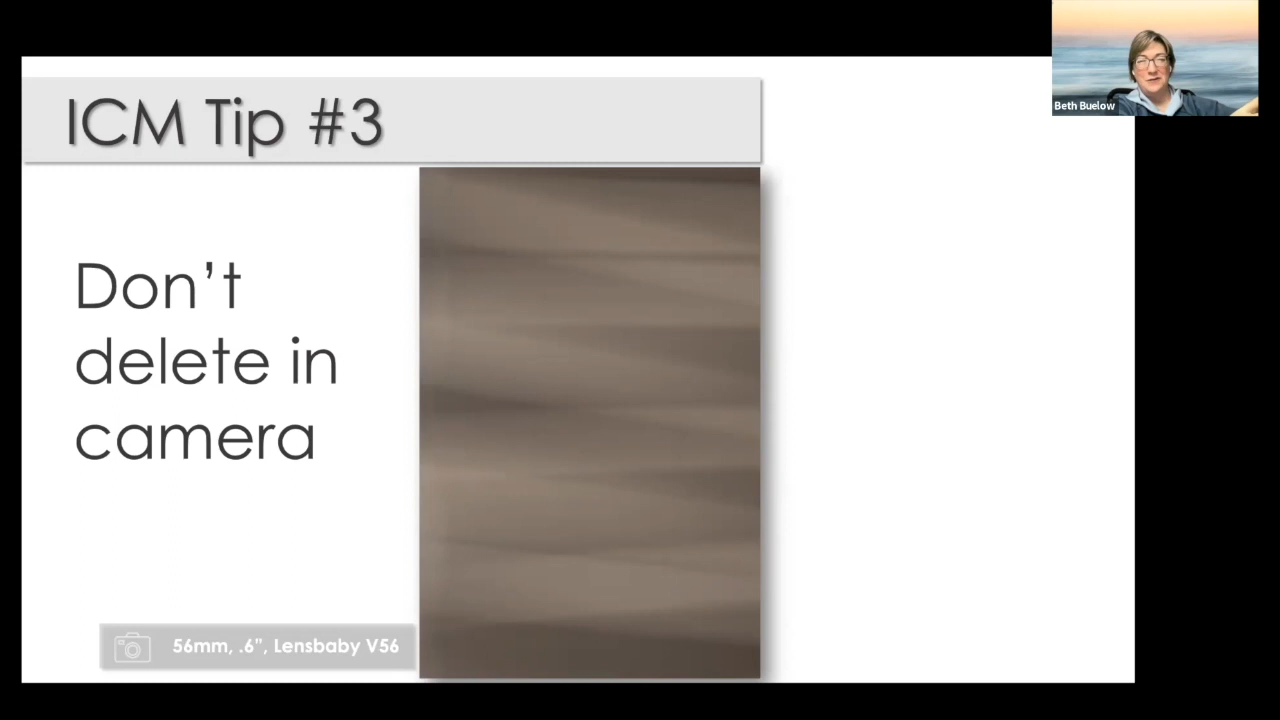 ICM Tip #3
Beth Buelow
Don’t
delete in
camera
56mm, .6”, Lensbaby V56